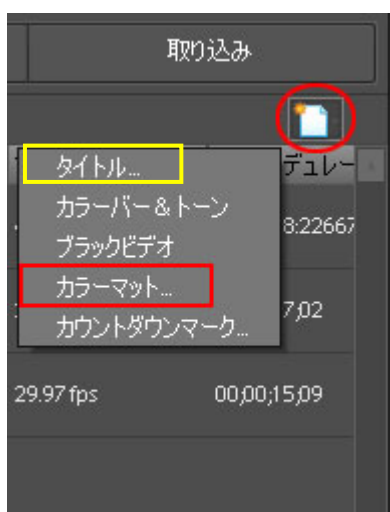 取り込み
タイトル...
デュレー
カラーバー & トーン
8:22667
ブラックビデオ
カラーマット...
7;02
カウントダウンマーク...
29.97 fps
00;00;15;09